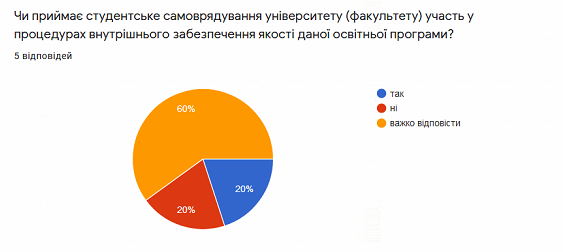 Чи приймає студентське самоврядування університету (факультету) участь у
процедурах внутрішнього забезпечення якості даної освітньої програми?
5 відповідей
так
ні
важко відповісти
60%
20%
20%